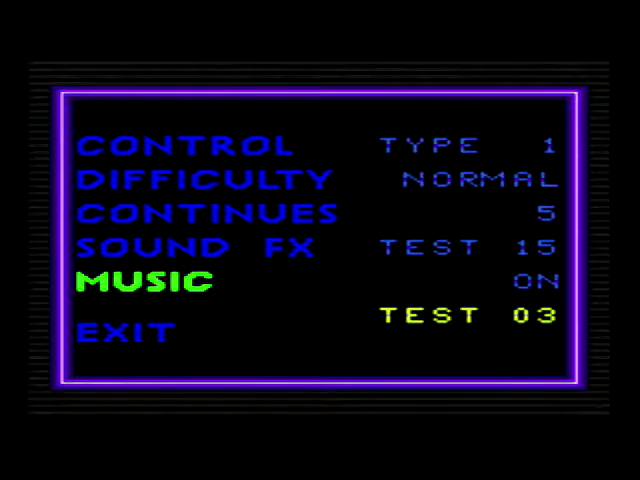 CONTROL TYPE 1
DIFFICULTY NORMAL
CONTINUES 5
SOUND FX TEST 15
MUSIC ON
TEST 03
EXIT